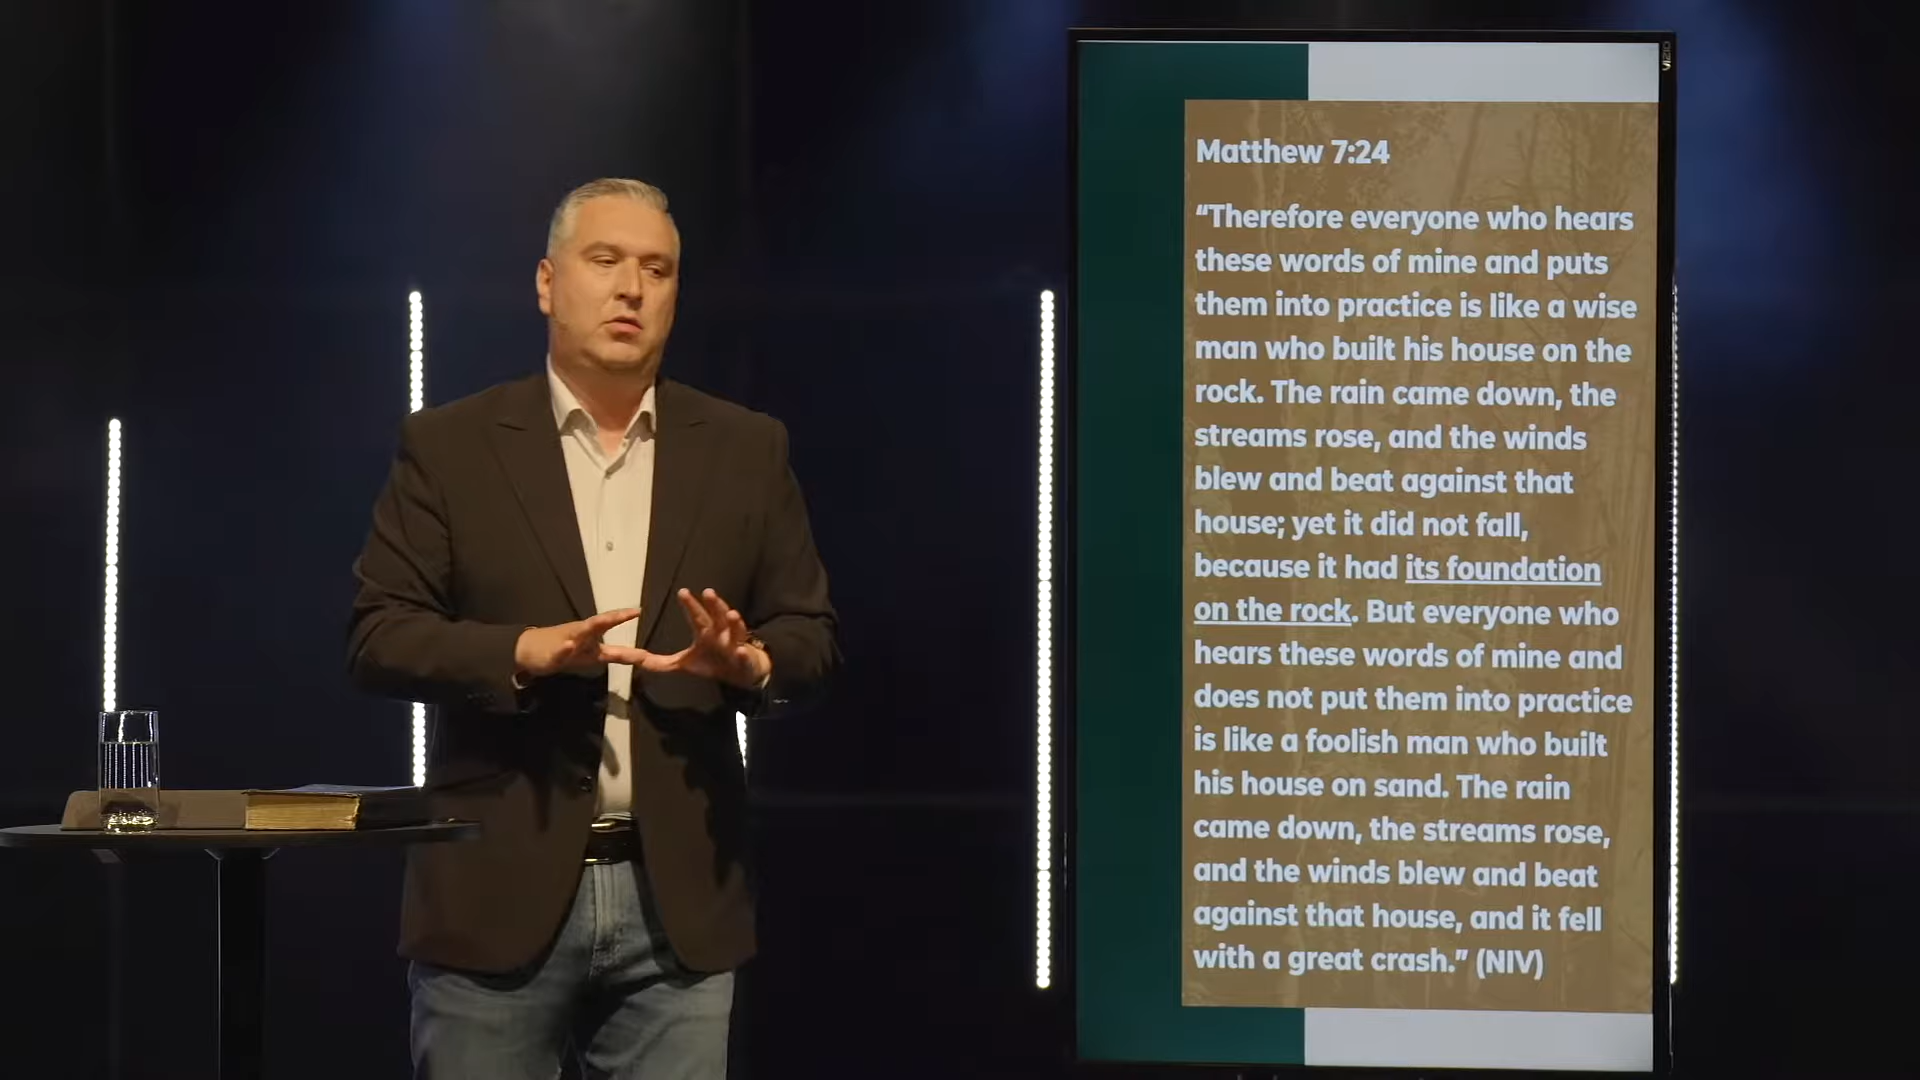 VIZIO
Matthew 7:24
“Therefore everyone who hears
these words of mine and puts
them into practice is like a wise
man who built his house on the
rock. The rain came down, the
streams rose, and the winds
blew and beat against that
house; yet it did not fall,
because it had its foundation
on the rock. But everyone who
hears these words of mine and
does not put them into practice
is like a foolish man who built
his house on sand. The rain
came down, the streams rose,
and the winds blew and beat
against that house, and it fell
with a great crash.” (NIV)